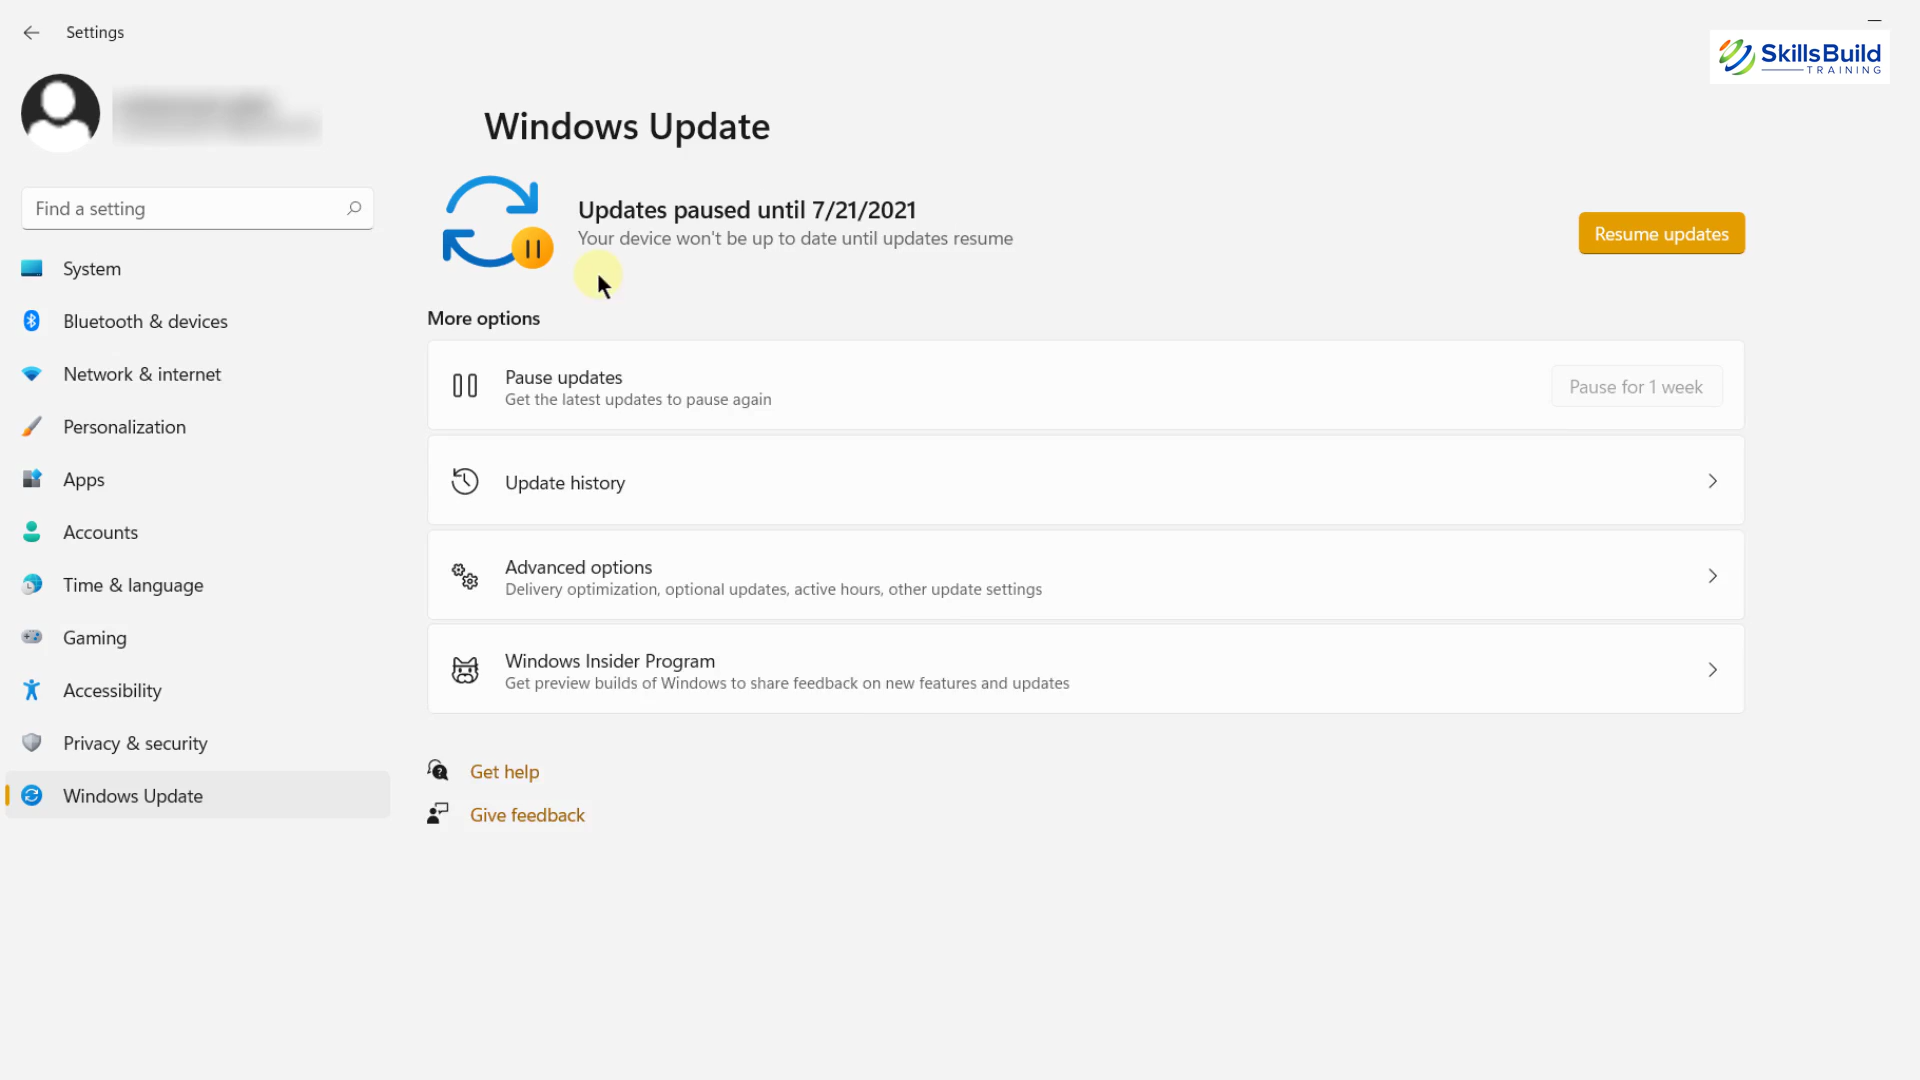 Settings
SkillsBuild
TRAINING
Windows Update
Find a setting
Updates paused until 7/21/2021
Your device won't be up to date until updates resume
Resume updates
System
Bluetooth & devices
Network & internet
Personalization
Apps
Accounts
Time & language
Gaming
Accessibility
Privacy & security
Windows Update
More options
Pause updates
Get the latest updates to pause again
Pause for 1 week
Update history
Advanced options
Delivery optimization, optional updates, active hours, other update settings
Windows Insider Program
Get preview builds of Windows to share feedback on new features and updates
Get help
Give feedback